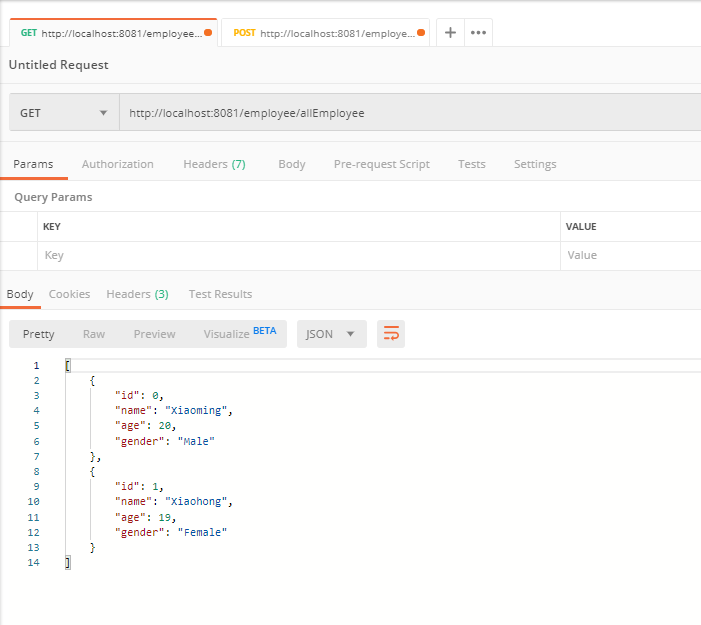 GET http://localhost:8081/employee... POST http://localhost:8081/employe... + •••
Untitled Request
GET http://localhost:8081/employee/allEmployee
Params Authorization Headers (7) Body Pre-request Script Tests Settings
Query Params
KEY VALUE
Key Value
Body Cookies Headers (3) Test Results
Pretty Raw Preview Visualize BETA JSON
1 [
2 {
3 "id": 0,
4 "name": "Xiaoming",
5 "age": 20,
6 "gender": "Male"
7 },
8 {
9 "id": 1,
10 "name": "Xiaohong",
11 "age": 19,
12 "gender": "Female"
13 }
14 ]